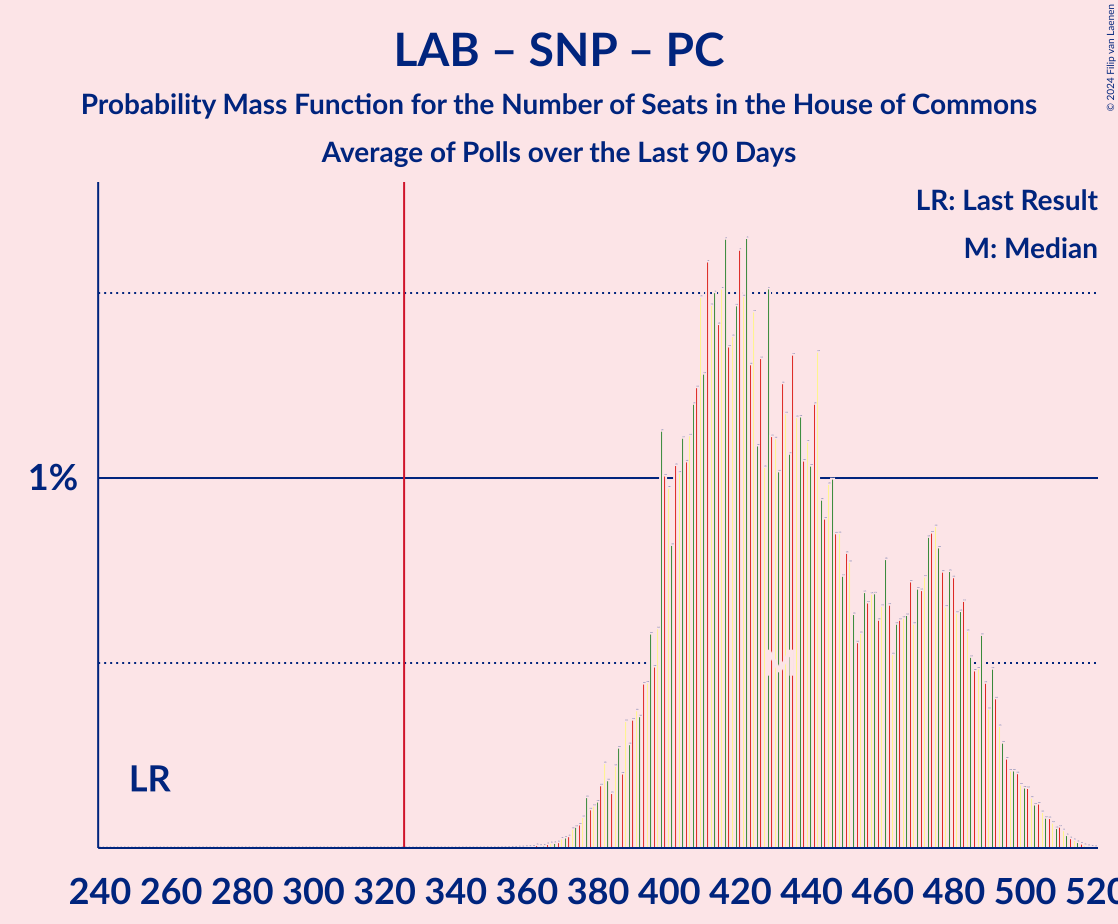 LAB – SNP – PC
Probability Mass Function for the Number of Seats in the House of Commons
Average of Polls over the Last 90 Days
© 2024 Filip van Laenen
LR: Last Result
M: Median
1%
LR
M
240 260 280 300 320 340 360 380 400 420 440 460 480 500 520